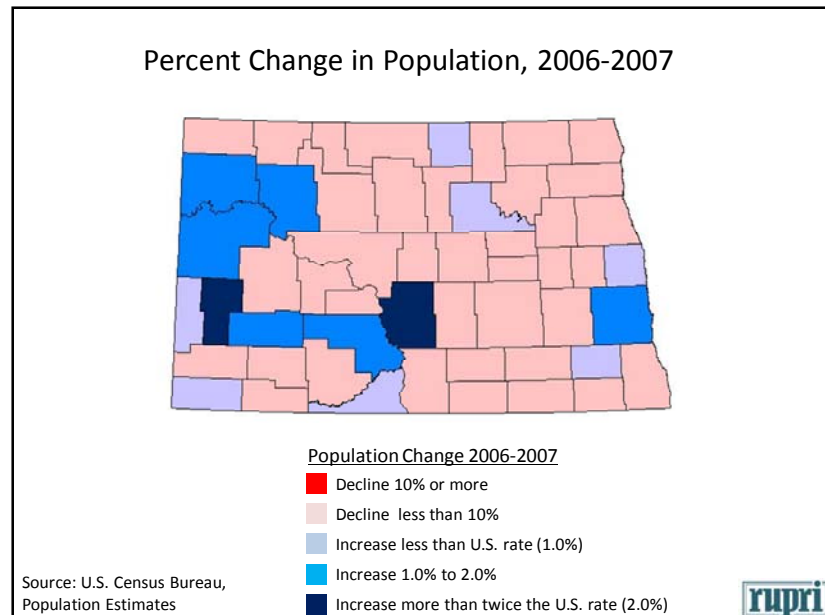 Percent Change in Population, 2006-2007
Population Change 2006-2007
Decline 10% or more
Decline less than 10%
Increase less than U.S. rate (1.0%)
Increase 1.0% to 2.0%
Increase more than twice the U.S. rate (2.0%)
Source: U.S. Census Bureau,
Population Estimates
rupri